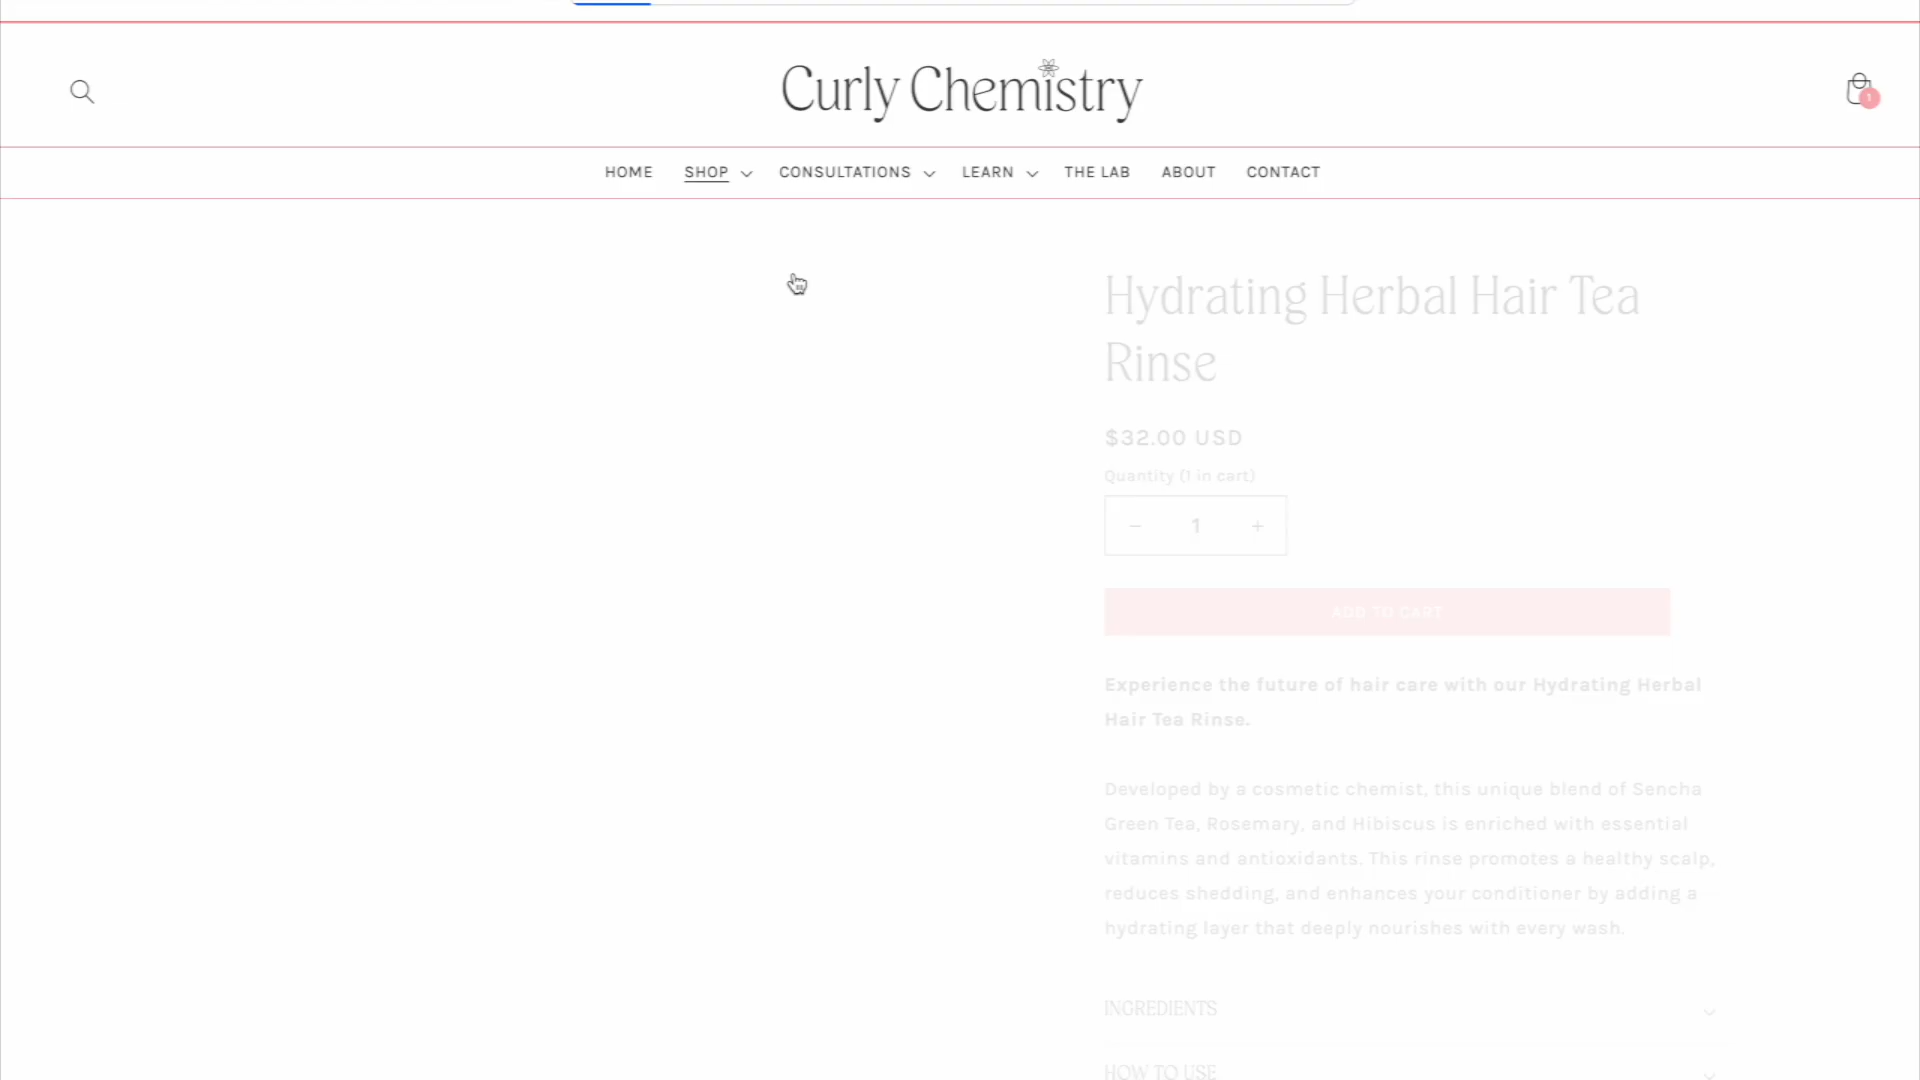 Curly Chemistry
1
HOME
SHOP
CONSULTATIONS
LEARN
THE LAB
ABOUT
CONTACT
Hydrating Herbal Hair Tea
Rinse
$32.00 USD
Quantity (1 in cart)
− 1 +
ADD TO CART
Experience the future of hair care with our Hydrating Herbal
Hair Tea Rinse.
Developed by a cosmetic chemist, this unique blend of Sencha
Green Tea, Rosemary, and Hibiscus is enriched with essential
vitamins and antioxidants. This rinse promotes a healthy scalp,
reduces shedding, and enhances your conditioner by adding a
hydrating layer that deeply nourishes with every wash.
INGREDIENTS
HOW TO USE